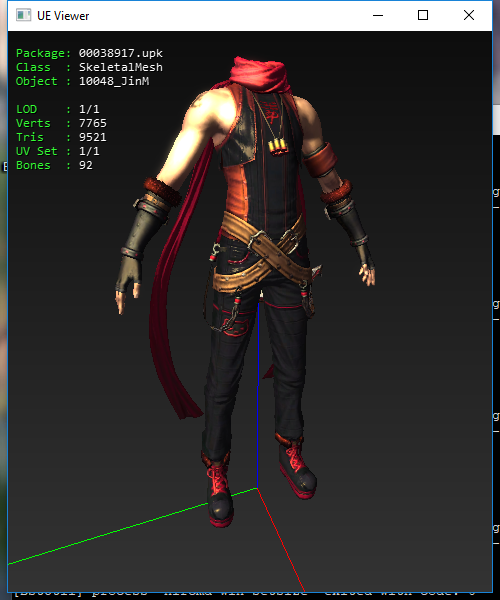 UE Viewer
Package: 00038917.upk
Class : SkeletalMesh
Object : 10048_JinM
LOD : 1/1
Verts : 7765
Tris : 9521
UV Set : 1/1
Bones : 92